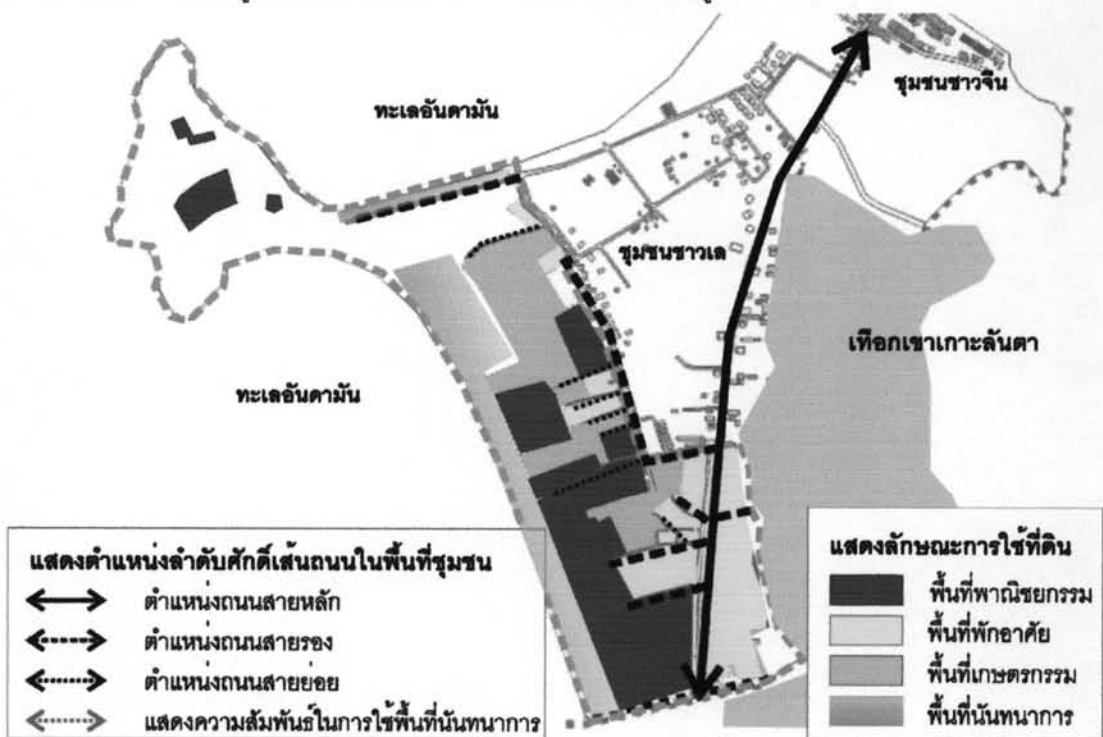 ทะเลอันดามัน
ชุมชนชาวจีน
ชุมชนชาวเล
เทือกเขาเกาะลันตา
ทะเลอันดามัน
แสดงตำแหน่งลำดับศักดิ์เส้นถนนในพื้นที่ชุมชน
ตำแหน่งถนนสายหลัก
ตำแหน่งถนนสายรอง
ตำแหน่งถนนสายย่อย
แสดงความสัมพันธ์ในการใช้พื้นที่นันทนาการ
แสดงลักษณะการใช้ที่ดิน
พื้นที่พาณิชยกรรม
พื้นที่พักอาศัย
พื้นที่เกษตรกรรม
พื้นที่นันทนาการ